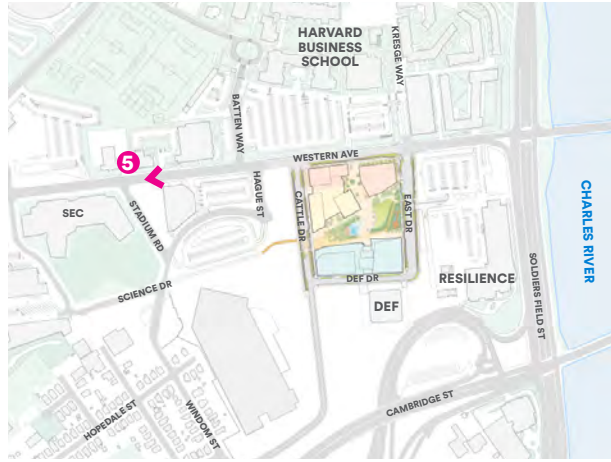 HARVARD
BUSINESS
SCHOOL
KRESGE WAY
BATTEN WAY
WESTERN AVE
5
HAGUE ST
CATTLE DR
EAST DR
SEC
STADIUM RD
CHARLES RIVER
SCIENCE DR
DEF DR
RESILIENCE
SOLDIERS FIELD ST
DEF
HOPEDALE ST
WINDOM ST
CAMBRIDGE ST